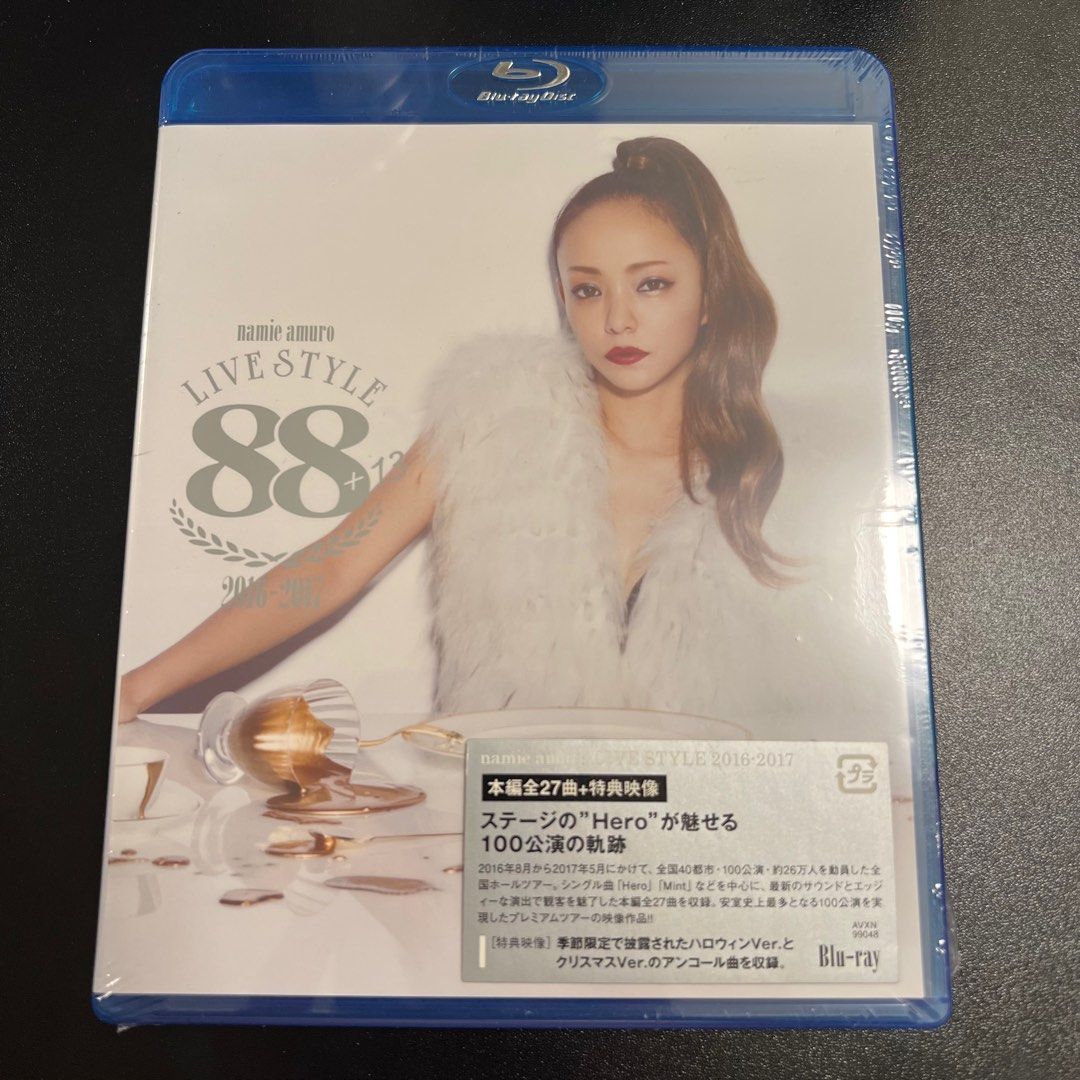 Blu-ray Disc
namie amuro
LIVE STYLE
88
+12
2016-2017
namie amuro LIVE STYLE 2016-2017
プラ
本編全27曲+特典映像
ステージの”Hero”が魅せる
100公演の軌跡
2016年8月から2017年5月にかけて、全国40都市・100公演・約26万人を動員した全
国ホールツアー。シングル曲「Hero」「Mint」などを中心に、最新のサウンドとエッジ
ィーな演出で観客を魅了した本編全27曲を収録。安室史上最多となる100公演を実
現したプレミアムツアーの映像作品!!
AVXN
99048
[特典映像] 季節限定で披露されたハロウィンVer.と
クリスマスVer.のアンコール曲を収録。
Blu-ray